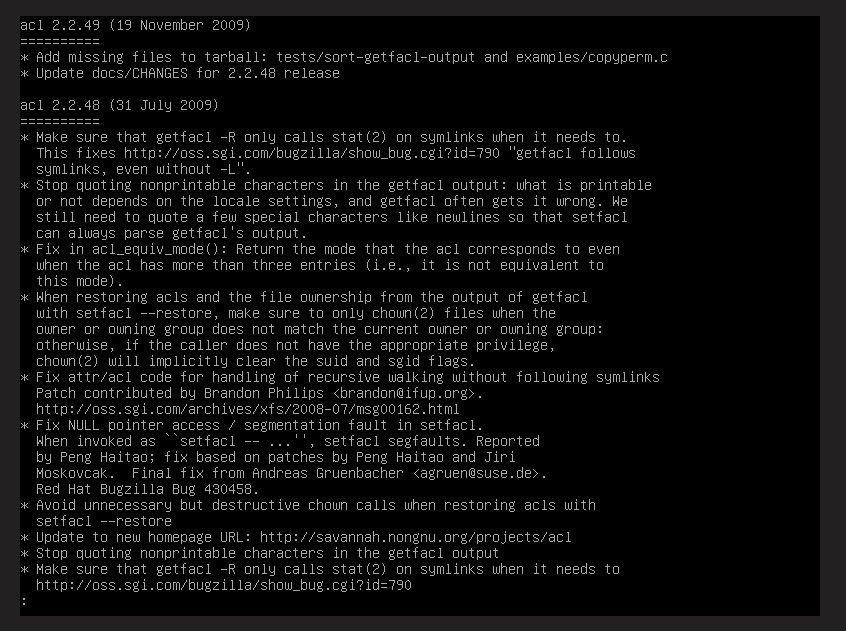 acl 2.2.49 (19 November 2009)
==========
* Add missing files to tarball: tests/sort-getfacl-output and examples/copyperm.c
* Update docs/CHANGES for 2.2.48 release

acl 2.2.48 (31 July 2009)
==========
* Make sure that getfacl -R only calls stat(2) on symlinks when it needs to.
  This fixes http://oss.sgi.com/bugzilla/show_bug.cgi?id=790 "getfacl follows
  symlinks, even without -L".
* Stop quoting nonprintable characters in the getfacl output: what is printable
  or not depends on the locale settings, and getfacl often gets it wrong. We
  still need to quote a few special characters like newlines so that setfacl
  can always parse getfacl's output.
* Fix in acl_equiv_mode(): Return the mode that the acl corresponds to even
  when the acl has more than three entries (i.e., it is not equivalent to
  this mode).
* When restoring acls and the file ownership from the output of getfacl
  with setfacl --restore, make sure to only chown(2) files when the
  owner or owning group does not match the current owner or owning group:
  otherwise, if the caller does not have the appropriate privilege,
  chown(2) will implicitly clear the suid and sgid flags.
* Fix attr/acl code for handling of recursive walking without following symlinks
  Patch contributed by Brandon Philips <brandon@ifup.org>.
  http://oss.sgi.com/archives/xfs/2008-07/msg00162.html
* Fix NULL pointer access / segmentation fault in setfacl.
  When invoked as ``setfacl -- ...'', setfacl segfaults. Reported
  by Peng Haitao; fix based on patches by Peng Haitao and Jiri
  Moskovcak.  Final fix from Andreas Gruenbacher <agruen@suse.de>.
  Red Hat Bugzilla Bug 430458.
* Avoid unnecessary but destructive chown calls when restoring acls with
  setfacl --restore
* Update to new homepage URL: http://savannah.nongnu.org/projects/acl
* Stop quoting nonprintable characters in the getfacl output
* Make sure that getfacl -R only calls stat(2) on symlinks when it needs to
  http://oss.sgi.com/bugzilla/show_bug.cgi?id=790
: